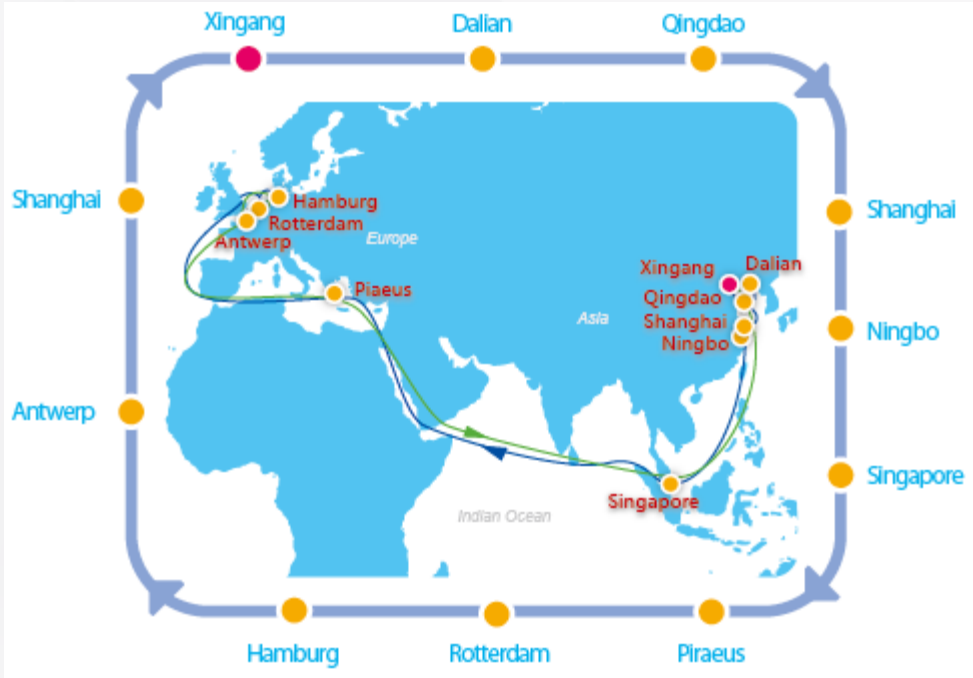 Xingang
Dalian
Qingdao
Shanghai
Shanghai
Hamburg
Rotterdam
Antwerp
Europe
Piaeus
Xingang
Dalian
Qingdao
Shanghai
Ningbo
Asia
Ningbo
Antwerp
Singapore
Singapore
Indian Ocean
Hamburg
Rotterdam
Piraeus